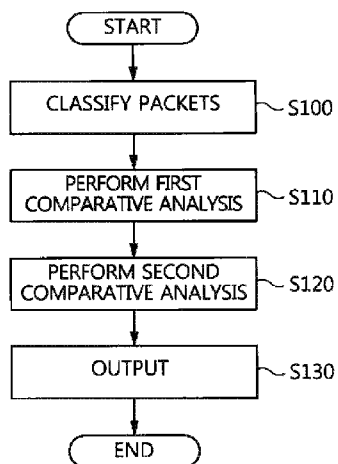 START
CLASSIFY PACKETS
S100
PERFORM FIRST
COMPARATIVE ANALYSIS
S110
PERFORM SECOND
COMPARATIVE ANALYSIS
S120
OUTPUT
S130
END